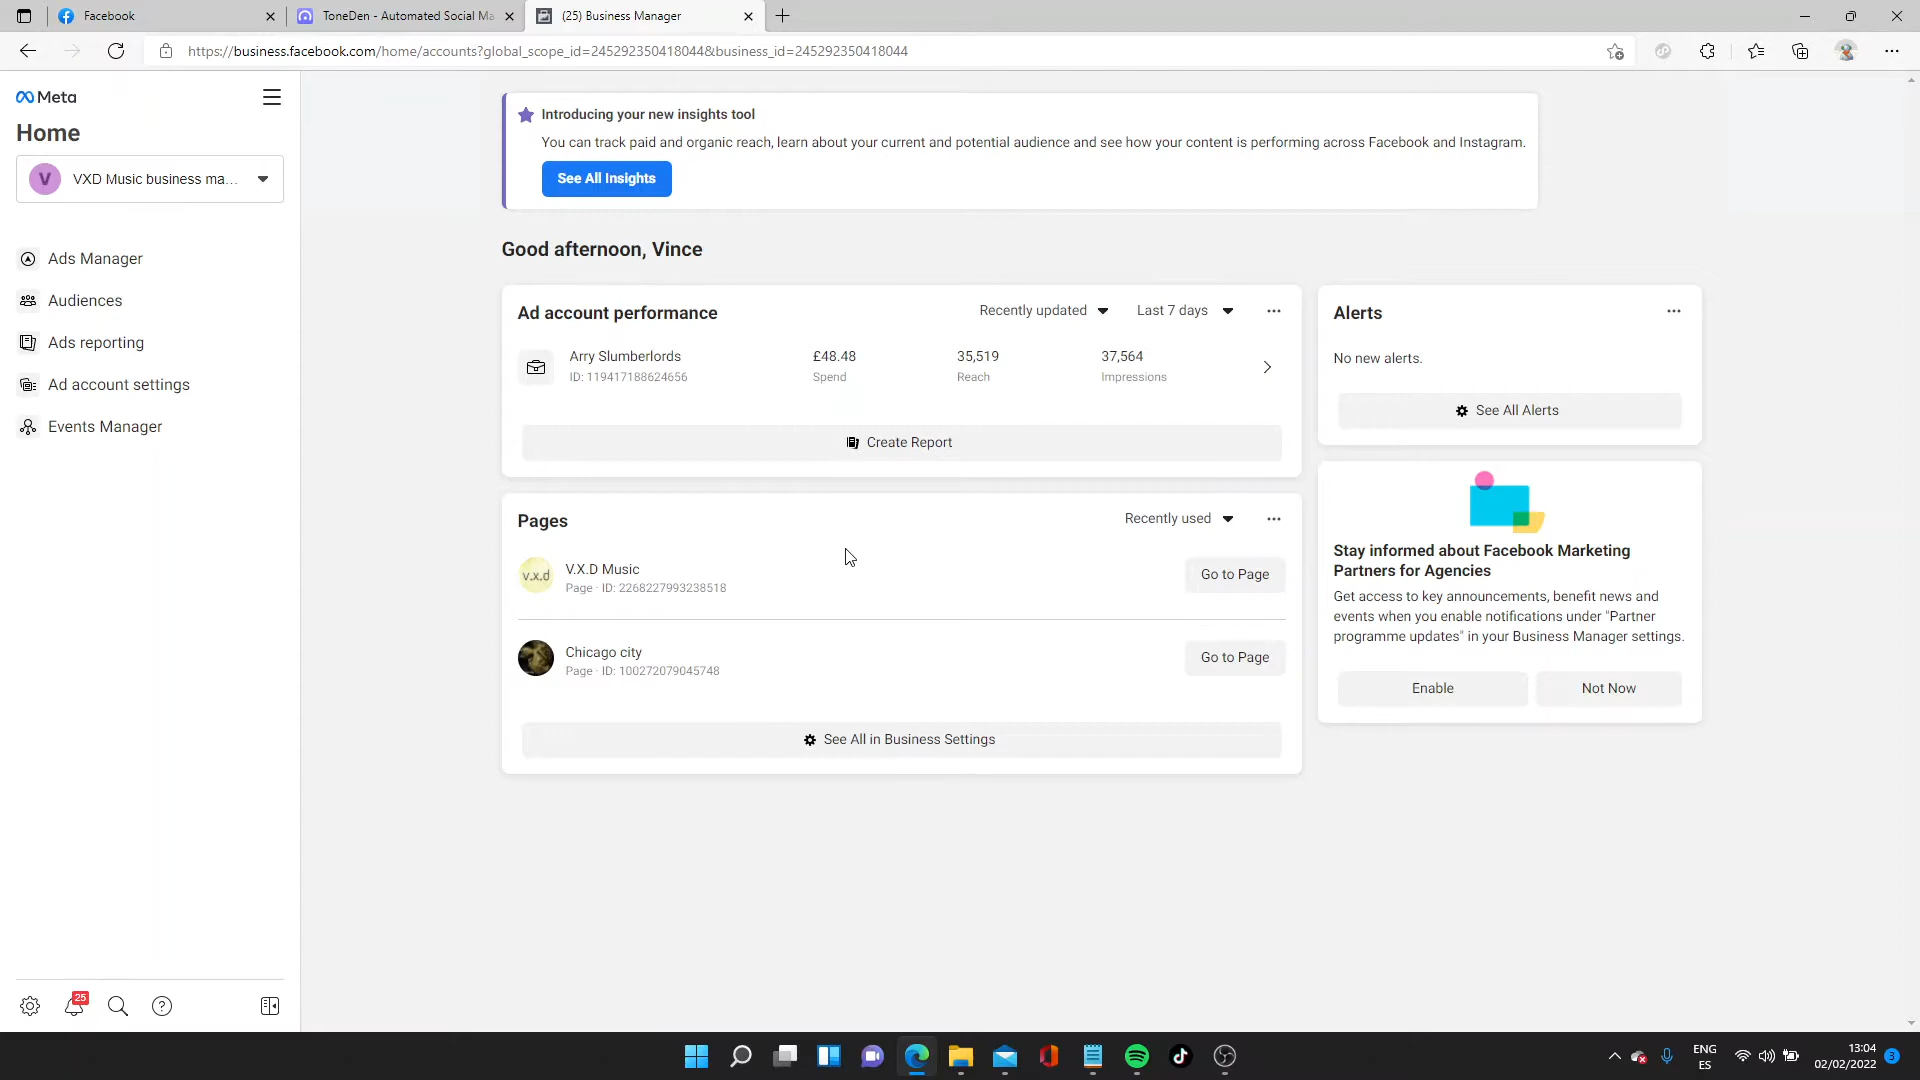 Facebook
ToneDen - Automated Social Ma
(25) Business Manager
https://business.facebook.com/home/accounts?global_scope_id=245292350418044&business_id=245292350418044
Meta
Home
V
VXD Music business ma...
Ads Manager
Audiences
Ads reporting
Ad account settings
Events Manager
25
Introducing your new insights tool
You can track paid and organic reach, learn about your current and potential audience and see how your content is performing across Facebook and Instagram.
See All Insights
Good afternoon, Vince
Ad account performance
Recently updated
Last 7 days
Arry Slumberlords
£48.48
35,519
37,564
ID: 119417188624656
Spend
Reach
Impressions
Create Report
Pages
Recently used
v.x.d
V.X.D Music
Page · ID: 2268227993238518
Go to Page
Chicago city
Page · ID: 100272079045748
Go to Page
See All in Business Settings
Alerts
No new alerts.
See All Alerts
Stay informed about Facebook Marketing
Partners for Agencies
Get access to key announcements, benefit news and
events when you enable notifications under "Partner
programme updates" in your Business Manager settings.
Enable
Not Now
ENG
ES
13:04
02/02/2022
3